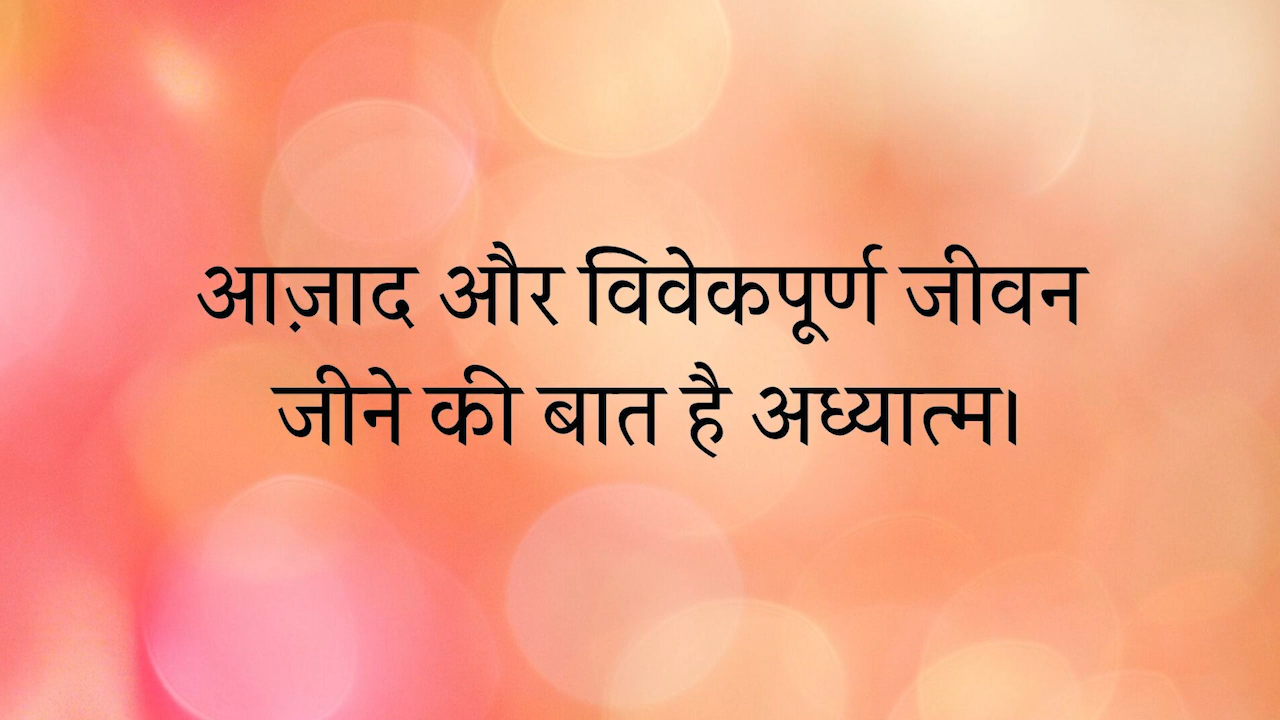 आज़ाद और विवेकपूर्ण जीवन
जीने की बात है अध्यात्म।